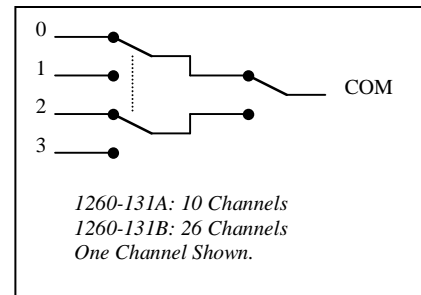 0
1
COM
2
3
1260-131A: 10 Channels
1260-131B: 26 Channels
One Channel Shown.